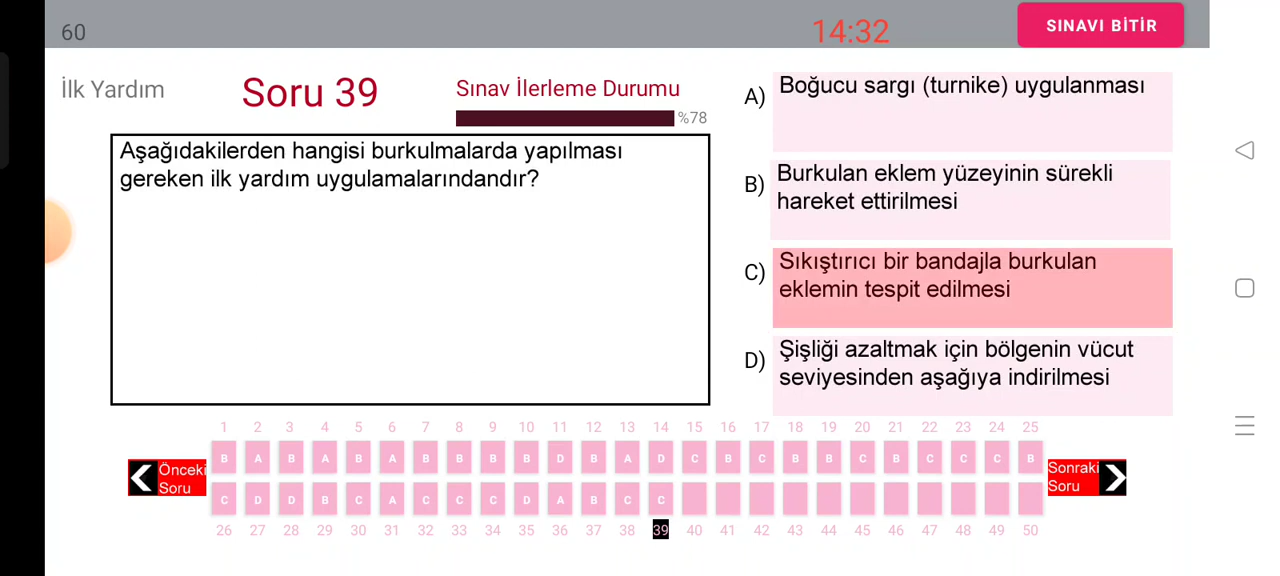 60
14:32
SINAVI BİTİR
İlk Yardım
Soru 39
Sınav İlerleme Durumu
%78
Aşağıdakilerden hangisi burkulmalarda yapılması
gereken ilk yardım uygulamalarındandır?
A) Boğucu sargı (turnike) uygulanması
B) Burkulan eklem yüzeyinin sürekli
hareket ettirilmesi
C) Sıkıştırıcı bir bandajla burkulan
eklemin tespit edilmesi
D) Şişliği azaltmak için bölgenin vücut
seviyesinden aşağıya indirilmesi
1 2 3 4 5 6 7 8 9 10 11 12 13 14 15 16 17 18 19 20 21 22 23 24 25
B A B A B A B B B B D B A D C B C B B C B C C C B
Önceki
Soru
Sonraki
Soru
C D D B C A C C C D A B C C
26 27 28 29 30 31 32 33 34 35 36 37 38 39 40 41 42 43 44 45 46 47 48 49 50